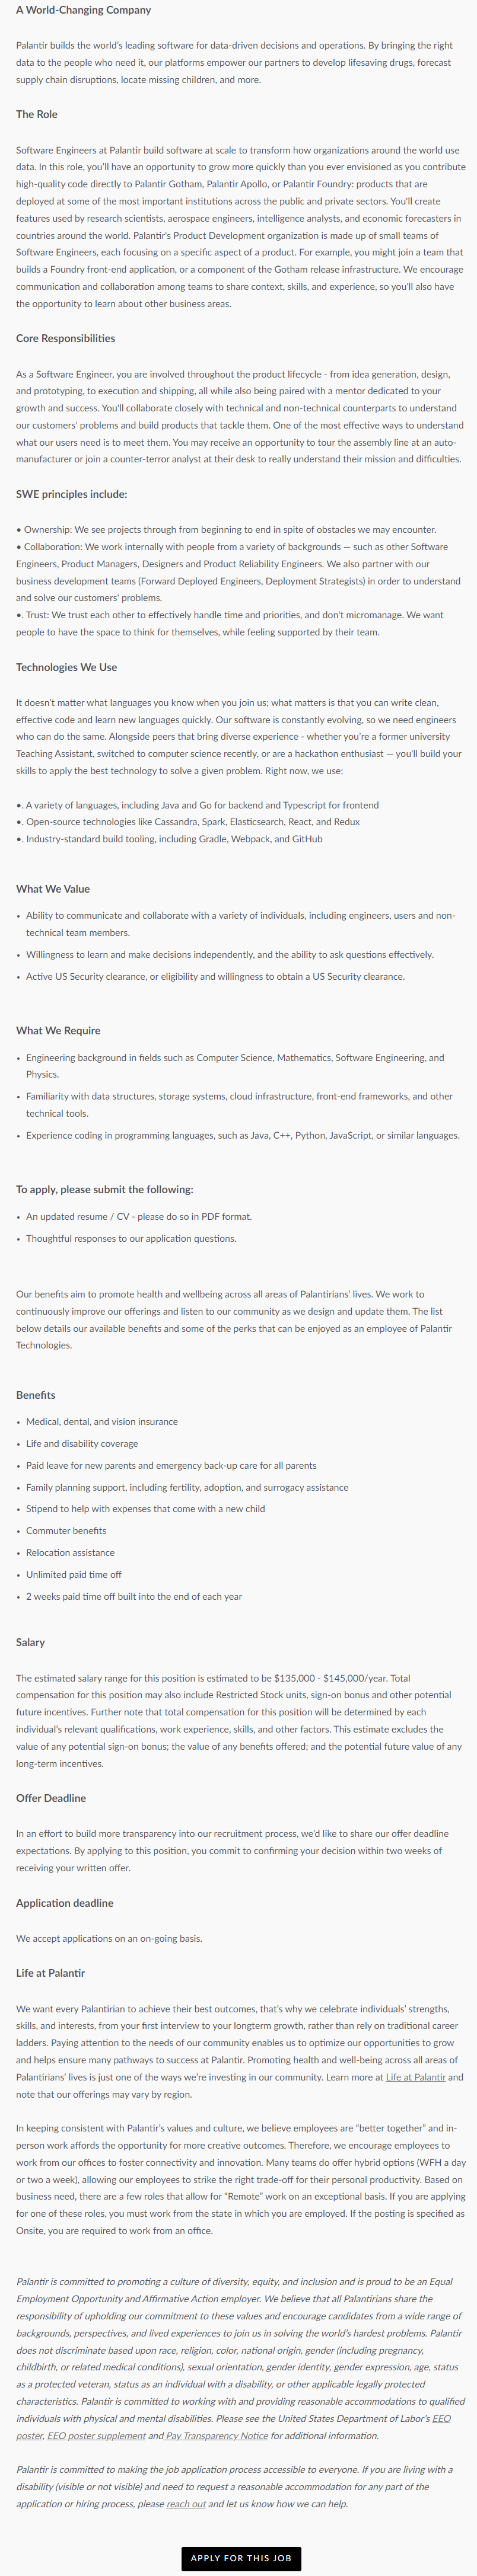 A World-Changing Company
Palantir builds the world's leading software for data-driven decisions and operations. By bringing the right
data to the people who need it, our platforms empower our partners to develop lifesaving drugs, forecast
supply chain disruptions, locate missing children, and more.
The Role
Software Engineers at Palantir build software at scale to transform how organizations around the world use
data. In this role, you'll have an opportunity to grow more quickly than you ever envisioned as you contribute
high-quality code directly to Palantir Gotham, Palantir Apollo, or Palantir Foundry: products that are
deployed at some of the most important institutions across the public and private sectors. You'll create
features used by research scientists, aerospace engineers, intelligence analysts, and economic forecasters in
countries around the world. Palantir's Product Development organization is made up of small teams of
Software Engineers, each focusing on a specific aspect of a product. For example, you might join a team that
builds a Foundry front-end application, or a component of the Gotham release infrastructure. We encourage
communication and collaboration among teams to share context, skills, and experience, so you'll also have
the opportunity to learn about other business areas.
Core Responsibilities
As a Software Engineer, you are involved throughout the product lifecycle - from idea generation, design,
and prototyping, to execution and shipping, all while also being paired with a mentor dedicated to your
growth and success. You'll collaborate closely with technical and non-technical counterparts to understand
our customers' problems and build products that tackle them. One of the most effective ways to understand
what our users need is to meet them. You may receive an opportunity to tour the assembly line at an auto-
manufacturer or join a counter-terror analyst at their desk to really understand their mission and difficulties.
SWE principles include:
• Ownership: We see projects through from beginning to end in spite of obstacles we may encounter.
• Collaboration: We work internally with people from a variety of backgrounds — such as other Software
Engineers, Product Managers, Designers and Product Reliability Engineers. We also partner with our
business development teams (Forward Deployed Engineers, Deployment Strategists) in order to understand
and solve our customers' problems.
•. Trust: We trust each other to effectively handle time and priorities, and don't micromanage. We want
people to have the space to think for themselves, while feeling supported by their team.
Technologies We Use
It doesn't matter what languages you know when you join us; what matters is that you can write clean,
effective code and learn new languages quickly. Our software is constantly evolving, so we need engineers
who can do the same. Alongside peers that bring diverse experience - whether you're a former university
Teaching Assistant, switched to computer science recently, or are a hackathon enthusiast — you'll build your
skills to apply the best technology to solve a given problem. Right now, we use:
•. A variety of languages, including Java and Go for backend and Typescript for frontend
•. Open-source technologies like Cassandra, Spark, Elasticsearch, React, and Redux
•. Industry-standard build tooling, including Gradle, Webpack, and GitHub
What We Value
• Ability to communicate and collaborate with a variety of individuals, including engineers, users and non-
technical team members.
• Willingness to learn and make decisions independently, and the ability to ask questions effectively.
• Active US Security clearance, or eligibility and willingness to obtain a US Security clearance.
What We Require
• Engineering background in fields such as Computer Science, Mathematics, Software Engineering, and
Physics.
• Familiarity with data structures, storage systems, cloud infrastructure, front-end frameworks, and other
technical tools.
• Experience coding in programming languages, such as Java, C++, Python, JavaScript, or similar languages.
To apply, please submit the following:
• An updated resume / CV - please do so in PDF format.
• Thoughtful responses to our application questions.
Our benefits aim to promote health and wellbeing across all areas of Palantirians' lives. We work to
continuously improve our offerings and listen to our community as we design and update them. The list
below details our available benefits and some of the perks that can be enjoyed as an employee of Palantir
Technologies.
Benefits
• Medical, dental, and vision insurance
• Life and disability coverage
• Paid leave for new parents and emergency back-up care for all parents
• Family planning support, including fertility, adoption, and surrogacy assistance
• Stipend to help with expenses that come with a new child
• Commuter benefits
• Relocation assistance
• Unlimited paid time off
• 2 weeks paid time off built into the end of each year
Salary
The estimated salary range for this position is estimated to be $135,000 - $145,000/year. Total
compensation for this position may also include Restricted Stock units, sign-on bonus and other potential
future incentives. Further note that total compensation for this position will be determined by each
individual's relevant qualifications, work experience, skills, and other factors. This estimate excludes the
value of any potential sign-on bonus; the value of any benefits offered; and the potential future value of any
long-term incentives.
Offer Deadline
In an effort to build more transparency into our recruitment process, we'd like to share our offer deadline
expectations. By applying to this position, you commit to confirming your decision within two weeks of
receiving your written offer.
Application deadline
We accept applications on an on-going basis.
Life at Palantir
We want every Palantirian to achieve their best outcomes, that's why we celebrate individuals' strengths,
skills, and interests, from your first interview to your longterm growth, rather than rely on traditional career
ladders. Paying attention to the needs of our community enables us to optimize our opportunities to grow
and helps ensure many pathways to success at Palantir. Promoting health and well-being across all areas of
Palantirians' lives is just one of the ways we're investing in our community. Learn more at Life at Palantir and
note that our offerings may vary by region.
In keeping consistent with Palantir's values and culture, we believe employees are "better together" and in-
person work affords the opportunity for more creative outcomes. Therefore, we encourage employees to
work from our offices to foster connectivity and innovation. Many teams do offer hybrid options (WFH a day
or two a week), allowing our employees to strike the right trade-off for their personal productivity. Based on
business need, there are a few roles that allow for "Remote" work on an exceptional basis. If you are applying
for one of these roles, you must work from the state in which you are employed. If the posting is specified as
Onsite, you are required to work from an office.
Palantir is committed to promoting a culture of diversity, equity, and inclusion and is proud to be an Equal
Employment Opportunity and Affirmative Action employer. We believe that all Palantirians share the
responsibility of upholding our commitment to these values and encourage candidates from a wide range of
backgrounds, perspectives, and lived experiences to join us in solving the world's hardest problems. Palantir
does not discriminate based upon race, religion, color, national origin, gender (including pregnancy,
childbirth, or related medical conditions), sexual orientation, gender identity, gender expression, age, status
as a protected veteran, status as an individual with a disability, or other applicable legally protected
characteristics. Palantir is committed to working with and providing reasonable accommodations to qualified
individuals with physical and mental disabilities. Please see the United States Department of Labor's EEO
poster, EEO poster supplement and Pay Transparency Notice for additional information.
Palantir is committed to making the job application process accessible to everyone. If you are living with a
disability (visible or not visible) and need to request a reasonable accommodation for any part of the
application or hiring process, please reach out and let us know how we can help.
APPLY FOR THIS JOB